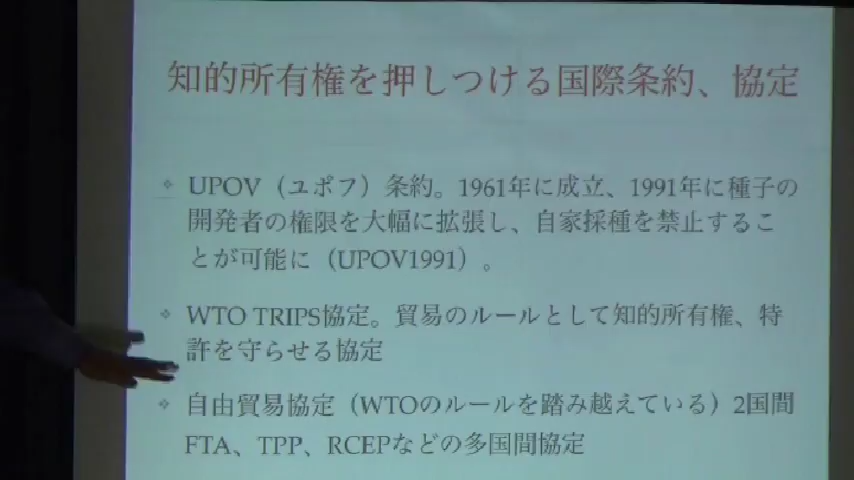 知的所有権を押しつける国際条約、協定
UPOV（ユポフ）条約。1961年に成立、1991年に種子の
開発者の権限を大幅に拡張し、自家採種を禁止するこ
とが可能に（UPOV1991）。
WTO TRIPS協定。貿易のルールとして知的所有権、特
許を守らせる協定
自由貿易協定（WTOのルールを踏み越えている）2国間
FTA、TPP、RCEPなどの多国間協定